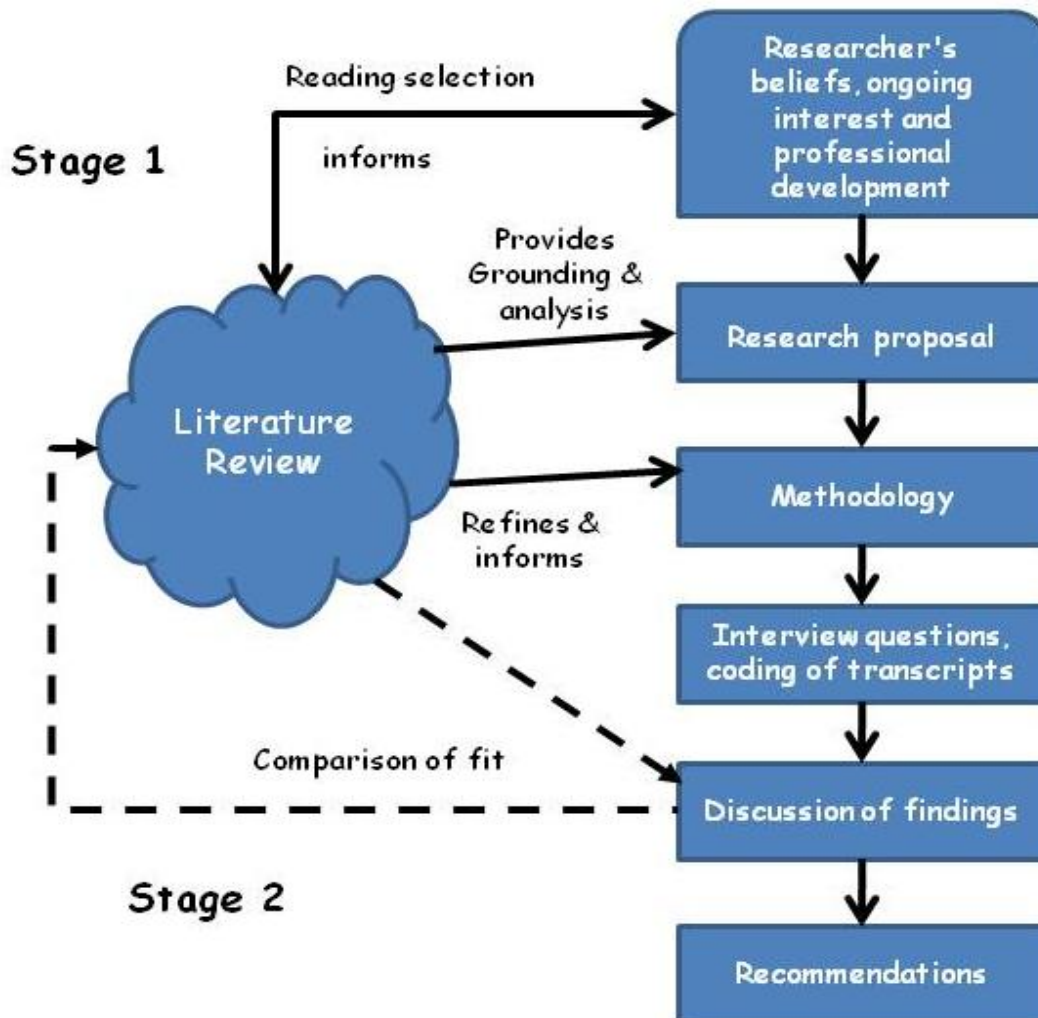 Researcher's
beliefs, ongoing
interest and
professional
development
Reading selection
informs
Stage 1
Provides
Grounding &
analysis
Research proposal
Literature
Review
Methodology
Refines &
informs
Interview questions,
coding of transcripts
Comparison of fit
Discussion of findings
Stage 2
Recommendations